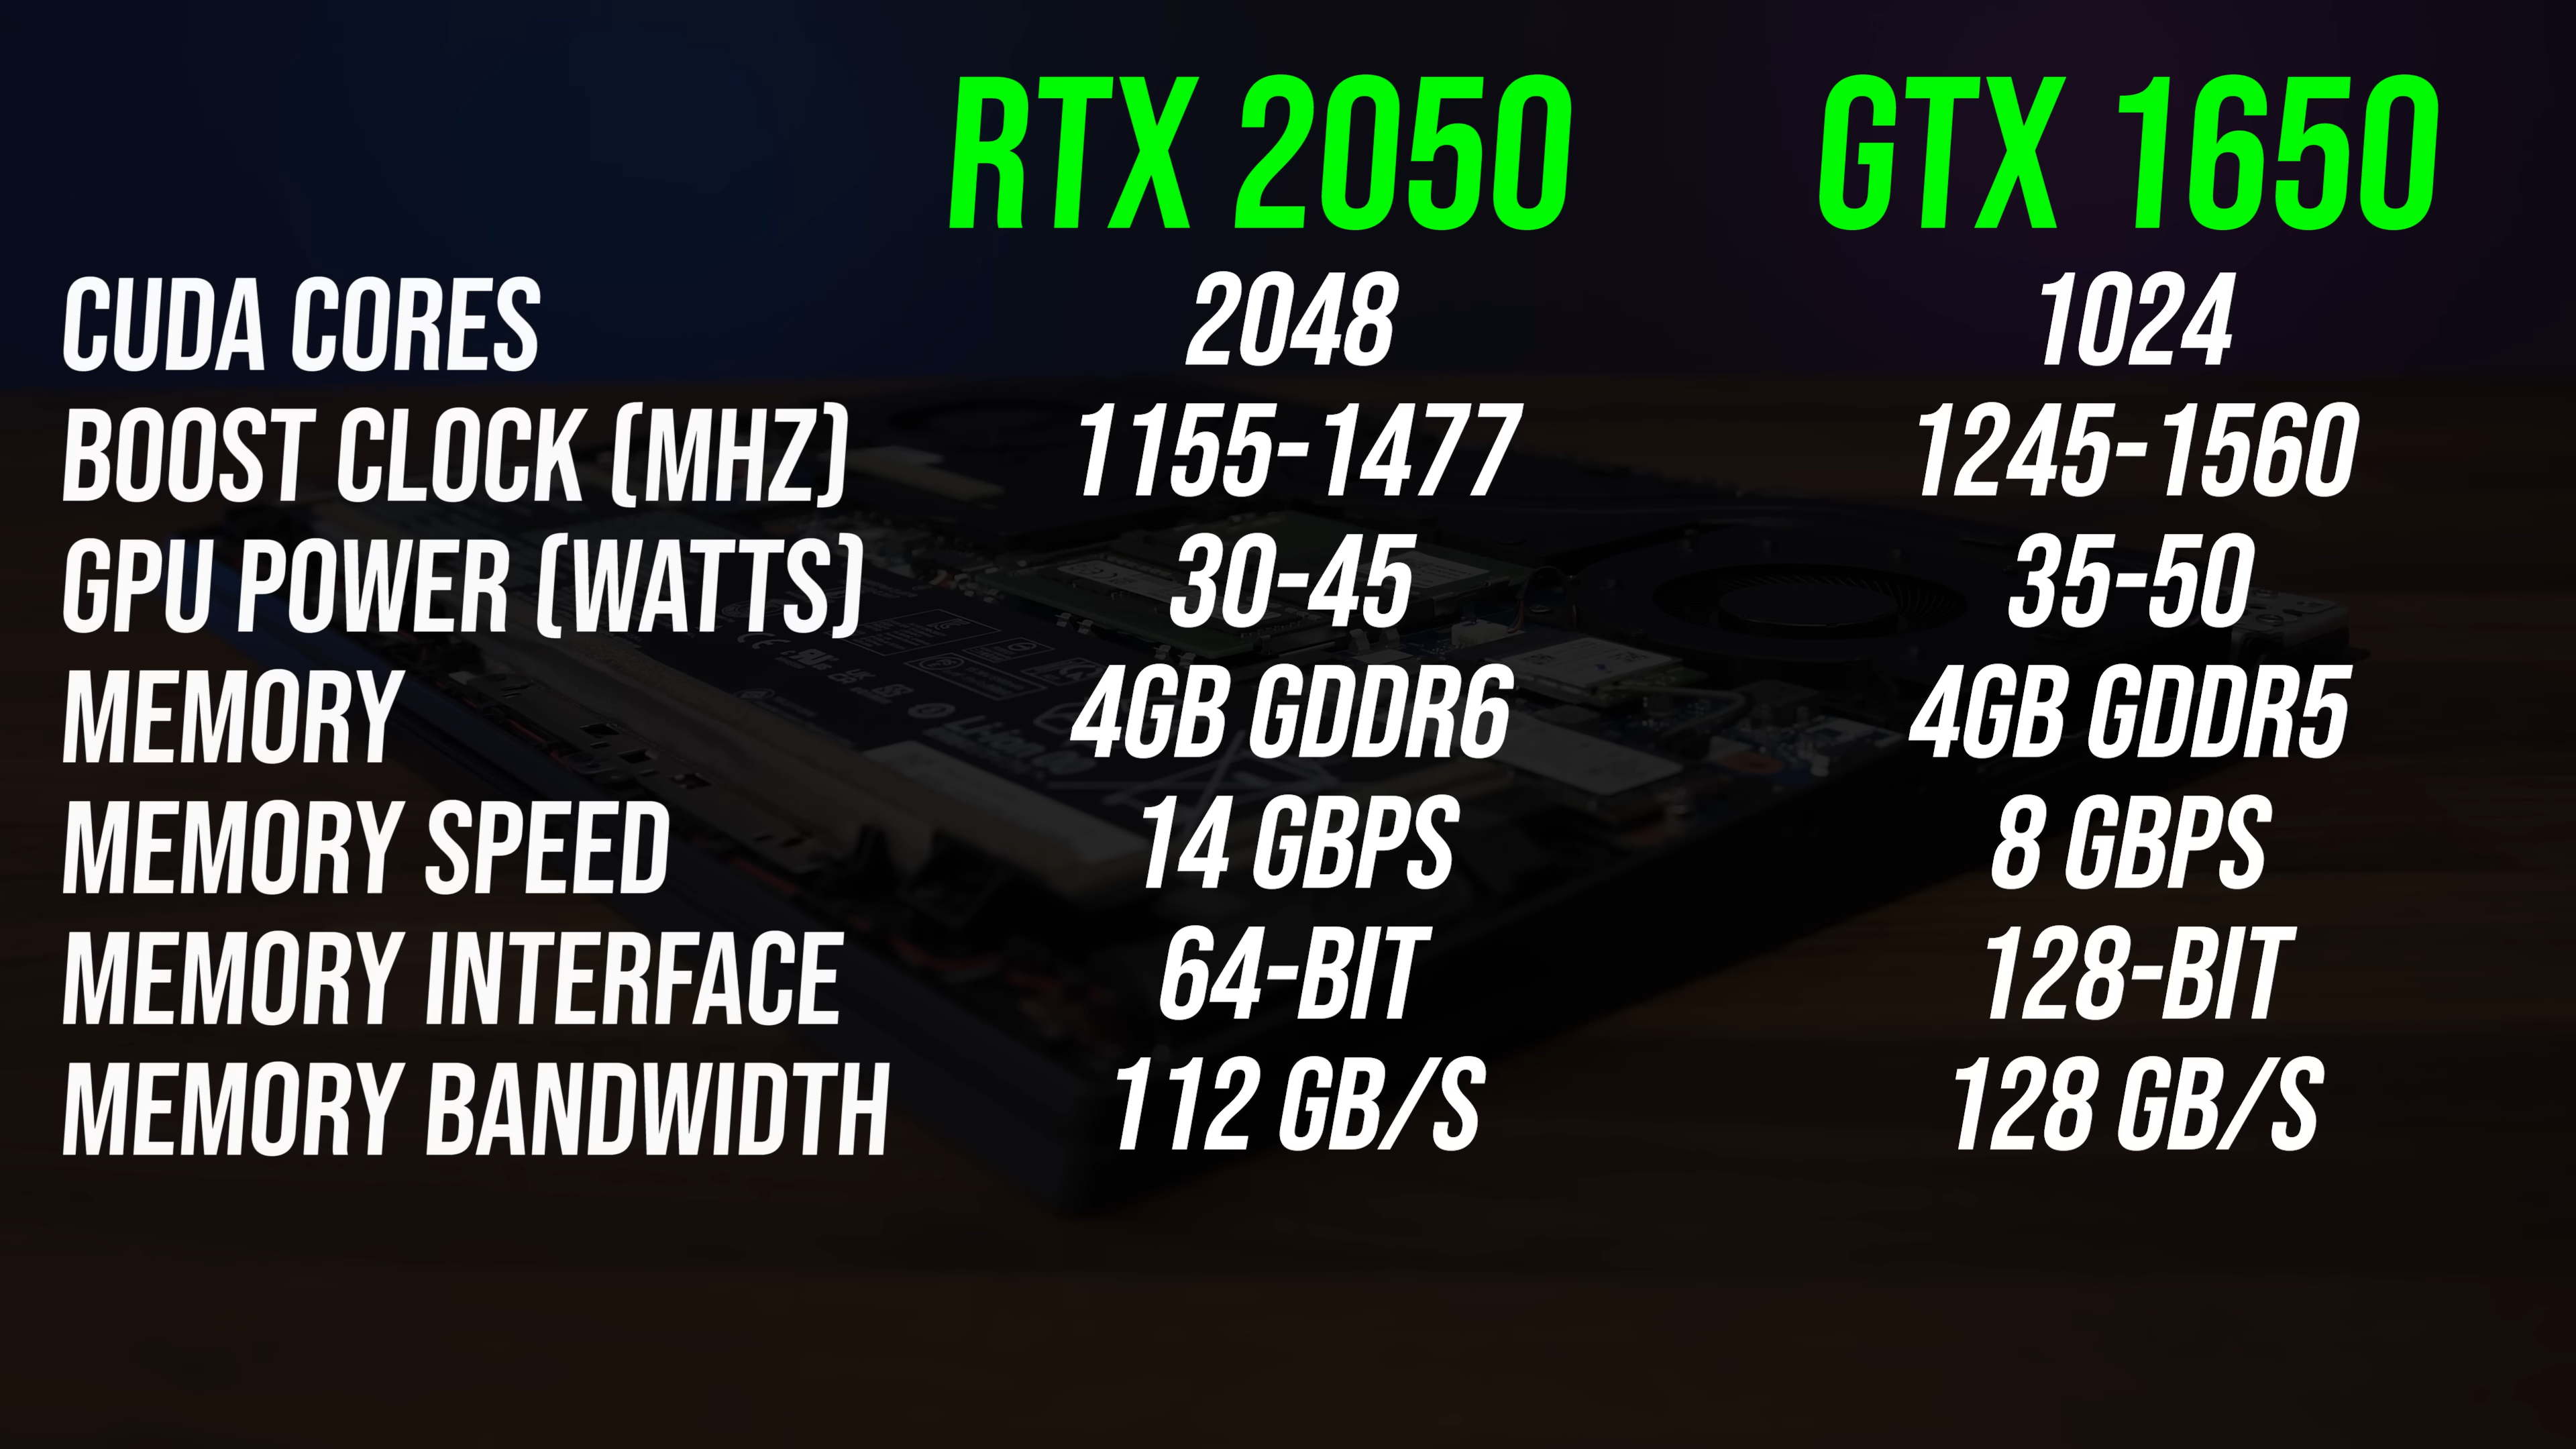 RTX 2050 GTX 1650
CUDA CORES 2048 1024
BOOST CLOCK (MHZ) 1155-1477 1245-1560
GPU POWER (WATTS) 30-45 35-50
MEMORY 4GB GDDR6 4GB GDDR5
MEMORY SPEED 14 GBPS 8 GBPS
MEMORY INTERFACE 64-BIT 128-BIT
MEMORY BANDWIDTH 112 GB/S 128 GB/S
Li-ion